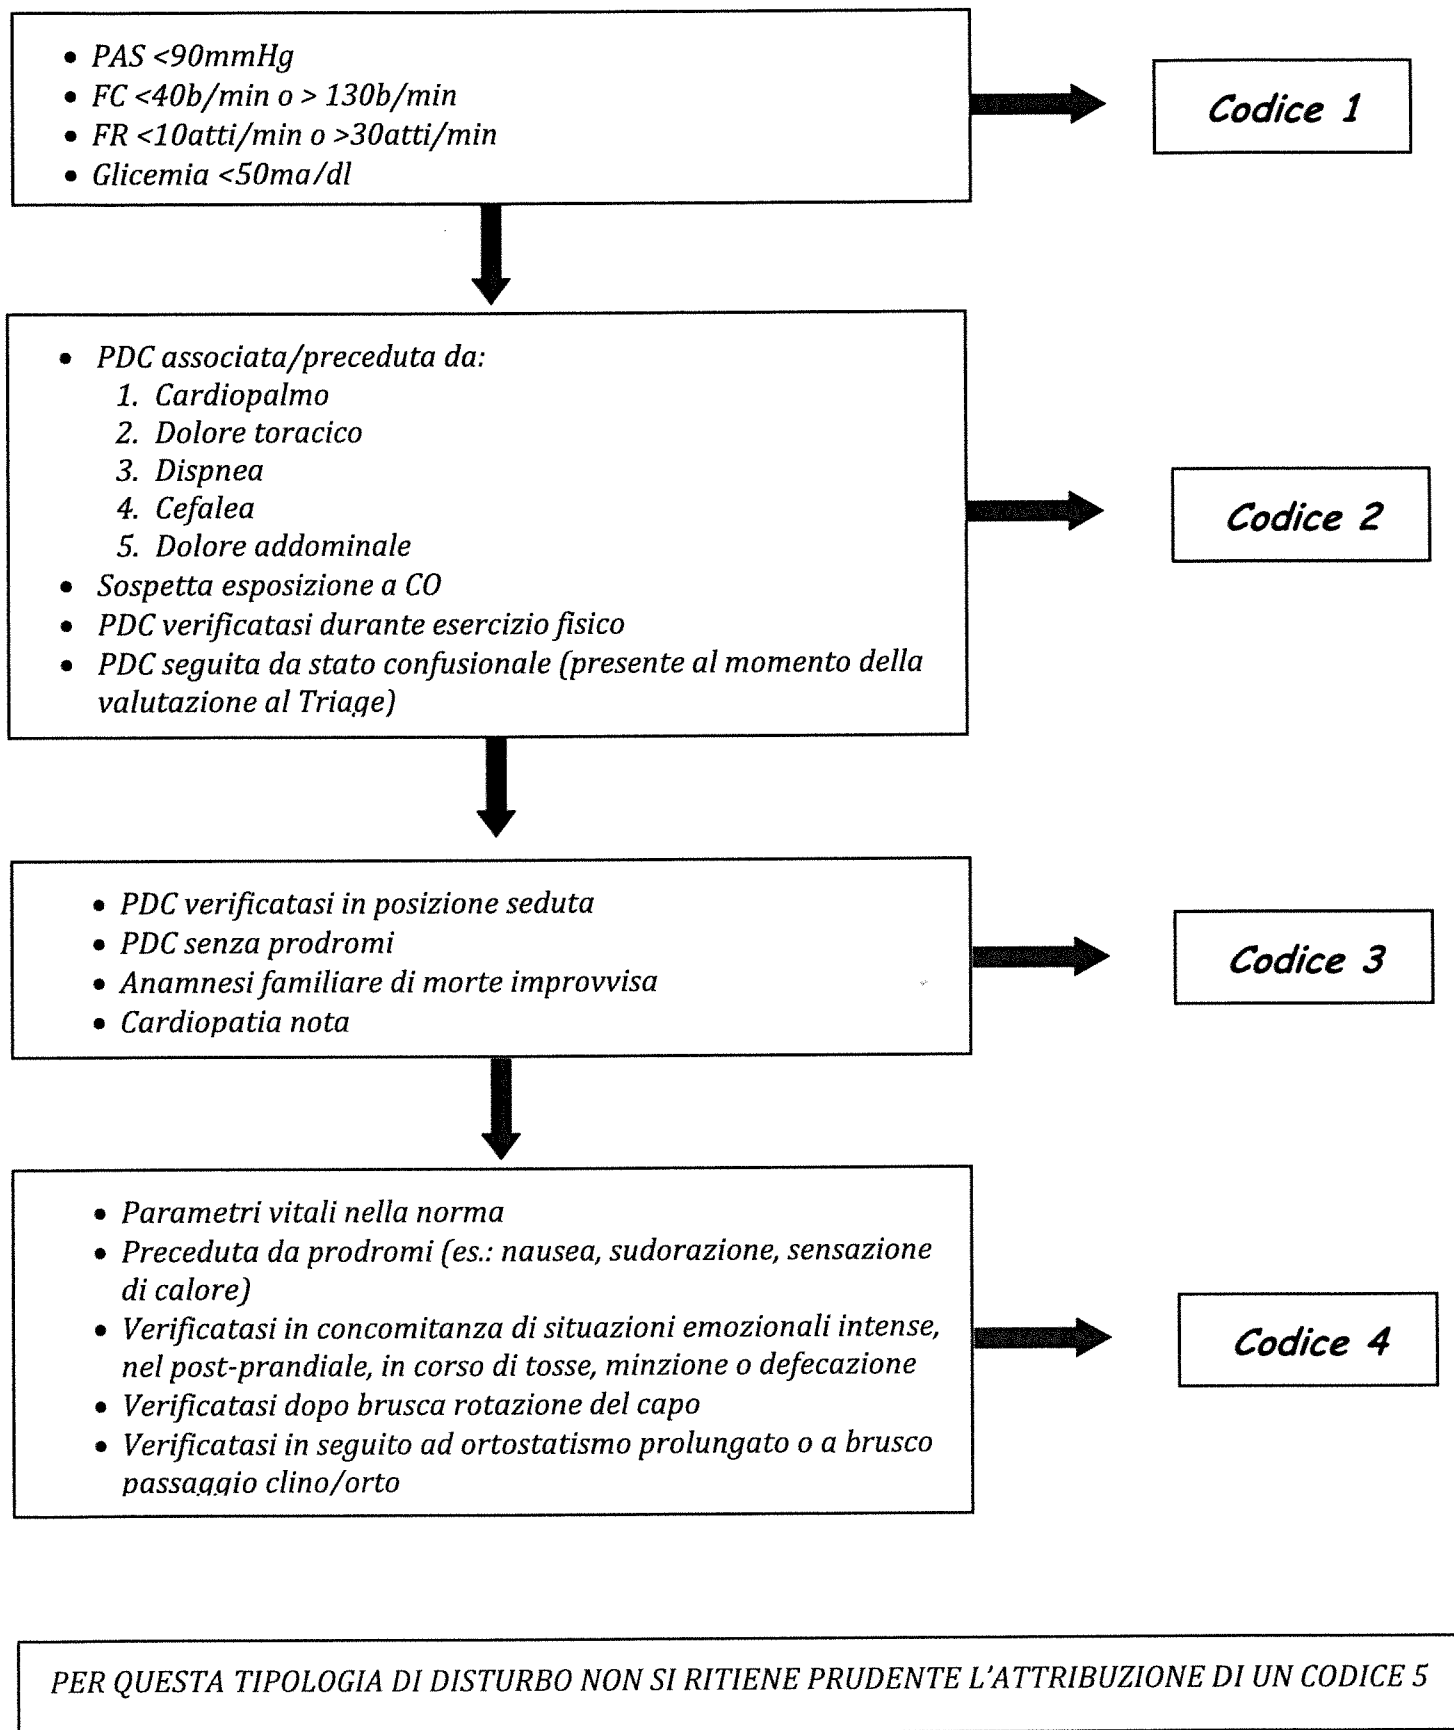 • PAS <90mmHg
• FC <40b/min o > 130b/min
• FR <10atti/min o >30atti/min
• Glicemia <50ma/dl
Codice 1
• PDC associata/preceduta da:
1. Cardiopalmo
2. Dolore toracico
3. Dispnea
4. Cefalea
5. Dolore addominale
• Sospetta esposizione a CO
• PDC verificatasi durante esercizio fisico
• PDC seguita da stato confusionale (presente al momento della
valutazione al Triage)
Codice 2
• PDC verificatasi in posizione seduta
• PDC senza prodromi
• Anamnesi familiare di morte improvvisa
• Cardiopatia nota
Codice 3
• Parametri vitali nella norma
• Preceduta da prodromi (es.: nausea, sudorazione, sensazione
di calore)
• Verificatasi in concomitanza di situazioni emozionali intense,
nel post-prandiale, in corso di tosse, minzione o defecazione
• Verificatasi dopo brusca rotazione del capo
• Verificatasi in seguito ad ortostatismo prolungato o a brusco
passaggio clino/orto
Codice 4
PER QUESTA TIPOLOGIA DI DISTURBO NON SI RITIENE PRUDENTE L'ATTRIBUZIONE DI UN CODICE 5